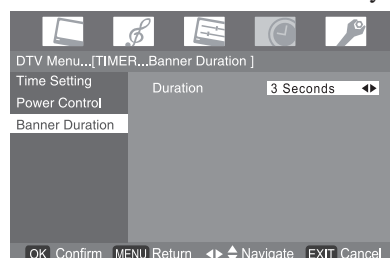 DTV Menu...[TIMER...Banner Duration ]
Time Setting
Duration 3 Seconds
Power Control
Banner Duration
OK Confirm MENU Return Navigate EXIT Cancel